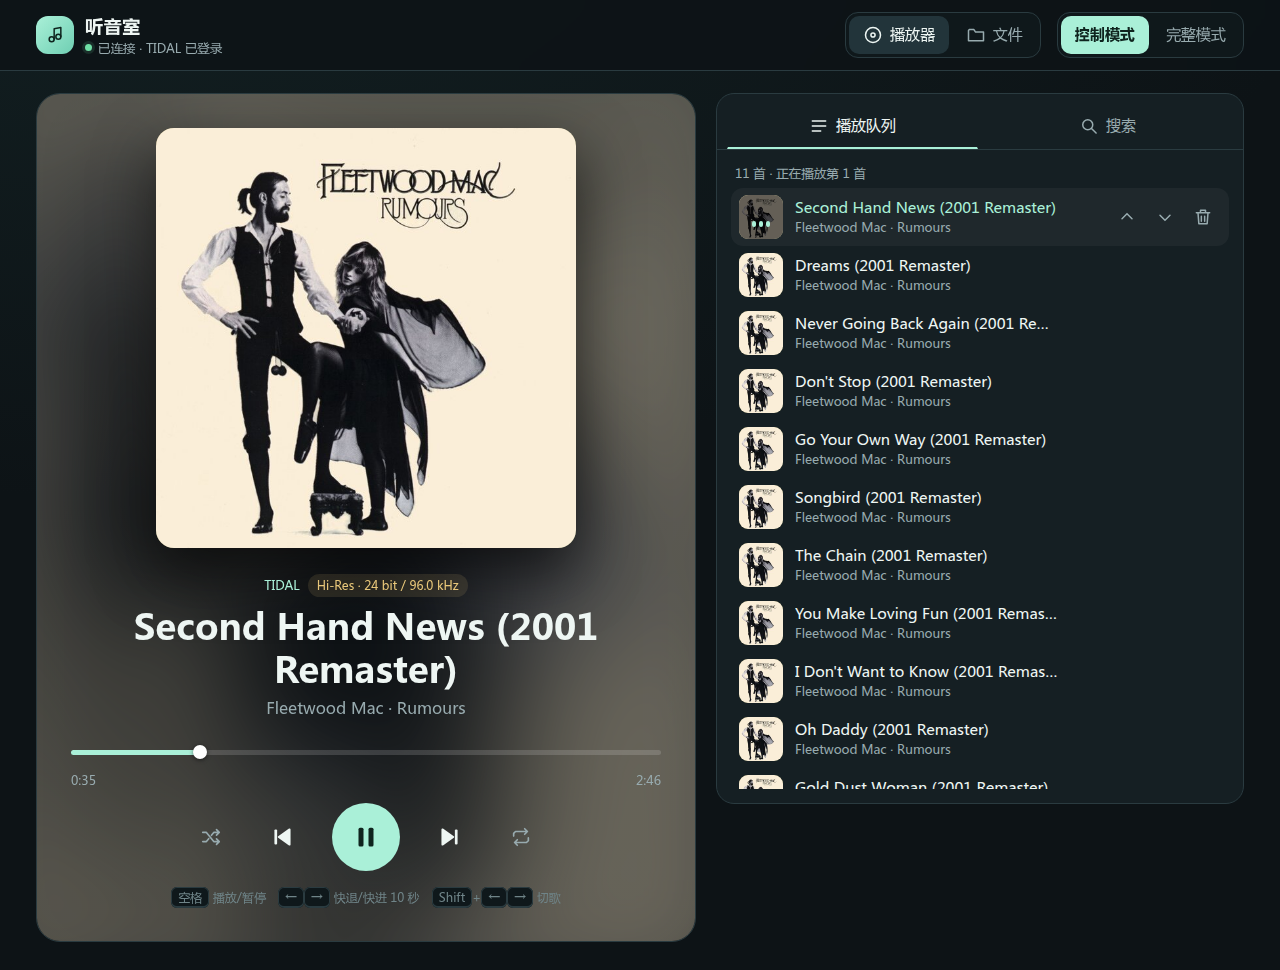 听音室
已连接 · TIDAL 已登录
播放器
文件
控制模式
完整模式
FLEETWOOD MAC
RUMOURS
TIDAL
Hi-Res · 24 bit / 96.0 kHz
Second Hand News (2001
Remaster)
Fleetwood Mac · Rumours
0:35
2:46
空格 播放/暂停 ← → 快退/快进 10 秒 Shift + ← → 切歌
播放队列
搜索
11 首 · 正在播放第 1 首
Second Hand News (2001 Remaster)
Fleetwood Mac · Rumours
Dreams (2001 Remaster)
Fleetwood Mac · Rumours
Never Going Back Again (2001 Re...
Fleetwood Mac · Rumours
Don't Stop (2001 Remaster)
Fleetwood Mac · Rumours
Go Your Own Way (2001 Remaster)
Fleetwood Mac · Rumours
Songbird (2001 Remaster)
Fleetwood Mac · Rumours
The Chain (2001 Remaster)
Fleetwood Mac · Rumours
You Make Loving Fun (2001 Remas...
Fleetwood Mac · Rumours
I Don't Want to Know (2001 Remas...
Fleetwood Mac · Rumours
Oh Daddy (2001 Remaster)
Fleetwood Mac · Rumours
Gold Dust Woman (2001 Remaster)